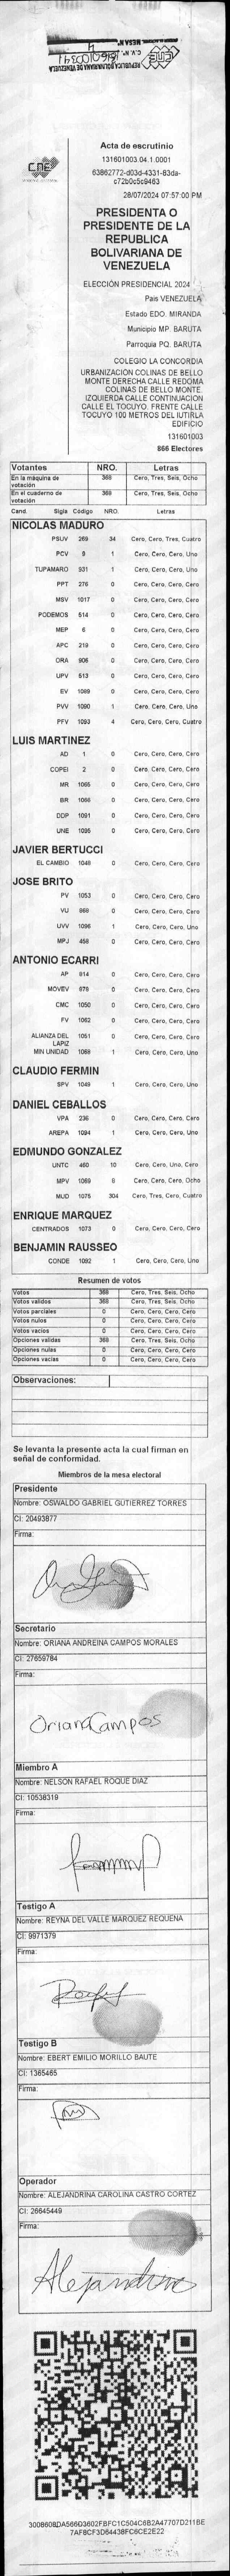 REPUBLICA BOLIVARIANA DE VENEZUELA
C.V. N°
N° MESA
CNE
CNE
Acta de escrutinio
131601003.04.1.0001
63862772-d03d-4331-83da-
c72b0c5c9463
28/07/2024 07:57:00 PM
PRESIDENTA O
PRESIDENTE DE LA
REPUBLICA
BOLIVARIANA DE
VENEZUELA
ELECCIÓN PRESIDENCIAL 2024
Pais VENEZUELA
Estado EDO. MIRANDA
Municipio MP. BARUTA
Parroquia PQ. BARUTA
COLEGIO LA CONCORDIA
URBANIZACIÓN COLINAS DE BELLO
MONTE DERECHA CALLE REDOMA
COLINAS DE BELLO MONTE.
IZQUIERDA CALLE CONTINUACION
CALLE EL TOCUYO. FRENTE CALLE
TOCUYO 100 METROS DEL IUTIRLA
EDIFICIO
131601003
866 Electores
Votantes NRO. Letras
En la máquina de votación 368 Cero, Tres, Seis, Ocho
En el cuaderno de votación 368 Cero, Tres, Seis, Ocho
Cand. Sigla Código NRO. Letras
NICOLAS MADURO
PSUV 269 34 Cero, Cero, Tres, Cuatro
PCV 9 1 Cero, Cero, Cero, Uno
TUPAMARO 931 1 Cero, Cero, Cero, Uno
PPT 276 0 Cero, Cero, Cero, Cero
MSV 1017 0 Cero, Cero, Cero, Cero
PODEMOS 514 0 Cero, Cero, Cero, Cero
MEP 6 0 Cero, Cero, Cero, Cero
APC 219 0 Cero, Cero, Cero, Cero
ORA 906 0 Cero, Cero, Cero, Cero
UPV 513 0 Cero, Cero, Cero, Cero
EV 1089 0 Cero, Cero, Cero, Cero
PVV 1090 1 Cero, Cero, Cero, Uno
PFV 1093 4 Cero, Cero, Cero, Cuatro
LUIS MARTINEZ
AD 1 0 Cero, Cero, Cero, Cero
COPEI 2 0 Cero, Cero, Cero, Cero
MR 1065 0 Cero, Cero, Cero, Cero
BR 1066 0 Cero, Cero, Cero, Cero
DDP 1091 0 Cero, Cero, Cero, Cero
UNE 1095 0 Cero, Cero, Cero, Cero
JAVIER BERTUCCI
EL CAMBIO 1048 0 Cero, Cero, Cero, Cero
JOSE BRITO
PV 1053 0 Cero, Cero, Cero, Cero
VU 868 0 Cero, Cero, Cero, Cero
UVV 1096 1 Cero, Cero, Cero, Uno
MPJ 458 0 Cero, Cero, Cero, Cero
ANTONIO ECARRI
AP 914 0 Cero, Cero, Cero, Cero
MOVEV 979 0 Cero, Cero, Cero, Cero
CMC 1050 0 Cero, Cero, Cero, Cero
FV 1062 0 Cero, Cero, Cero, Cero
ALIANZA DEL LAPIZ 1051 0 Cero, Cero, Cero, Cero
MIN UNIDAD 1088 1 Cero, Cero, Cero, Uno
CLAUDIO FERMIN
SPV 1049 1 Cero, Cero, Cero, Uno
DANIEL CEBALLOS
VPA 236 0 Cero, Cero, Cero, Cero
AREPA 1094 1 Cero, Cero, Cero, Uno
EDMUNDO GONZALEZ
UNTC 460 10 Cero, Cero, Uno, Cero
MPV 1069 8 Cero, Cero, Cero, Ocho
MUD 1075 304 Cero, Tres, Cero, Cuatro
ENRIQUE MARQUEZ
CENTRADOS 1073 0 Cero, Cero, Cero, Cero
BENJAMIN RAUSSEO
CONDE 1092 1 Cero, Cero, Cero, Uno
Resumen de votos
Votos 368 Cero, Tres, Seis, Ocho
Votos validos 368 Cero, Tres, Seis, Ocho
Votos parciales 0 Cero, Cero, Cero, Cero
Votos nulos 0 Cero, Cero, Cero, Cero
Votos vacios 0 Cero, Cero, Cero, Cero
Opciones validas 368 Cero, Tres, Seis, Ocho
Opciones nulas 0 Cero, Cero, Cero, Cero
Opciones vacias 0 Cero, Cero, Cero, Cero
Observaciones:
Se levanta la presente acta la cual firman en
señal de conformidad.
Miembros de la mesa electoral
Presidente
Nombre: OSWALDO GABRIEL GUTIERREZ TORRES
CI: 20493877
Firma:
Secretario
Nombre: ORIANA ANDREINA CAMPOS MORALES
CI: 27659784
Firma:
Oriana Campos
Miembro A
Nombre: NELSON RAFAEL ROQUE DIAZ
CI: 10538319
Firma:
Testigo A
Nombre: REYNA DEL VALLE MARQUEZ REQUENA
CI: 9971379
Firma:
Testigo B
Nombre: EBERT EMILIO MORILLO BAUTE
CI: 1365465
Firma:
Operador
Nombre: ALEJANDRINA CAROLINA CASTRO CORTEZ
CI: 26645449
Firma:
Alejandrina
3008608DA566D3602FBFC1C504C6B2A47707D211BE
7AF8CF3D64438FC6CE2E22